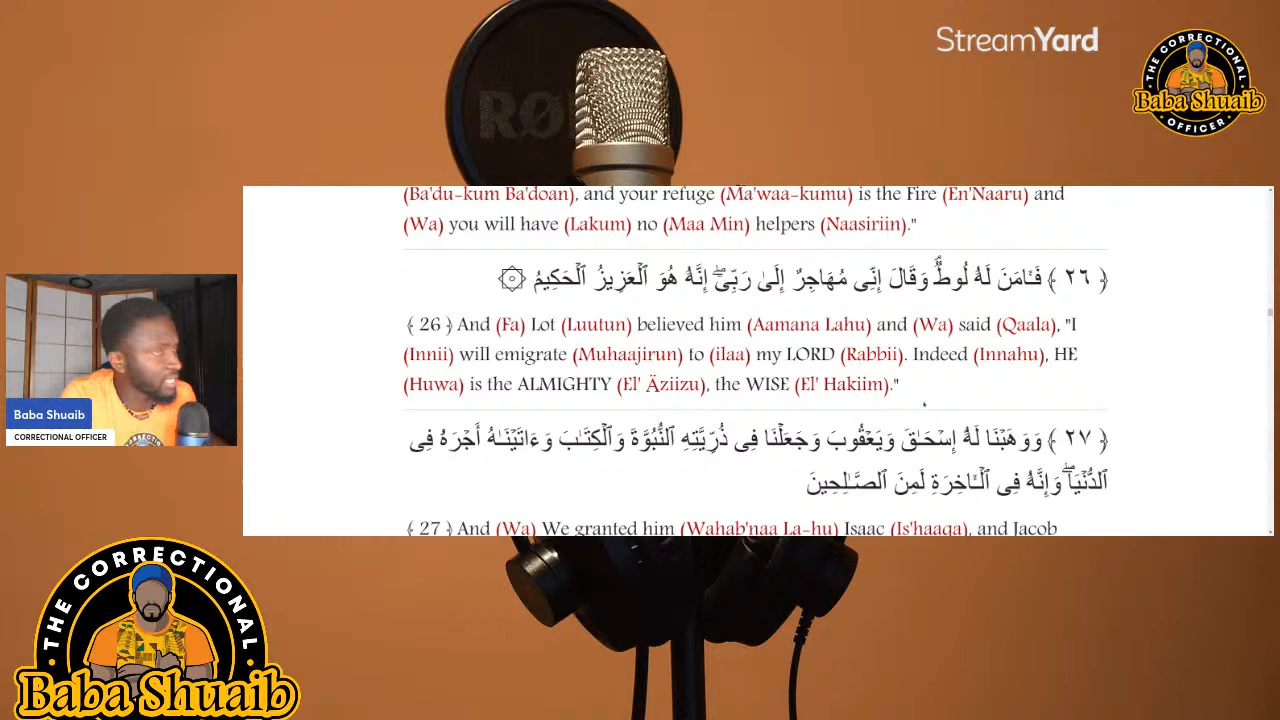 StreamYard
THE CORRECTIONAL
Baba Shuaib
OFFICER
RØ
(Ba'du-kum Ba'doan), and your refuge (Ma'waa-kumu) is the Fire (En'Naaru) and
(Wa) you will have (Lakum) no (Maa Min) helpers (Naasiriin)."
﴿ ٢٦ ﴾ فَـَٔامَنَ لَهُۥ لُوطٌۘ وَقَالَ إِنِّى مُهَاجِرٌ إِلَىٰ رَبِّىٓۖ إِنَّهُۥ هُوَ ٱلْعَزِيزُ ٱلْحَكِيمُ ۞
﴾ 26 ﴿ And (Fa) Lot (Luutun) believed him (Aamana Lahu) and (Wa) said (Qaala), "I
(Innii) will emigrate (Muhaajirun) to (ilaa) my LORD (Rabbii). Indeed (Innahu), HE
(Huwa) is the ALMIGHTY (El' Äziizu), the WISE (El' Hakiim)."
﴿ ٢٧ ﴾ وَوَهَبْنَا لَهُۥٓ إِسْحَـٰقَ وَيَعْقُوبَ وَجَعَلْنَا فِى ذُرِّيَّتِهِ ٱلنُّبُوَّةَ وَٱلْكِتَـٰبَ وَءَاتَيْنَـٰهُ أَجْرَهُۥ فِى
ٱلدُّنْيَاۖ وَإِنَّهُۥ فِى ٱلْـَٔاخِرَةِ لَمِنَ ٱلصَّـٰلِحِينَ
﴾ 27 ﴿ And (Wa) We granted him (Wahab'naa La-hu) Isaac (Is'haaqa), and Jacob
Baba Shuaib
CORRECTIONAL OFFICER
THE CORRECTIONAL
Baba Shuaib